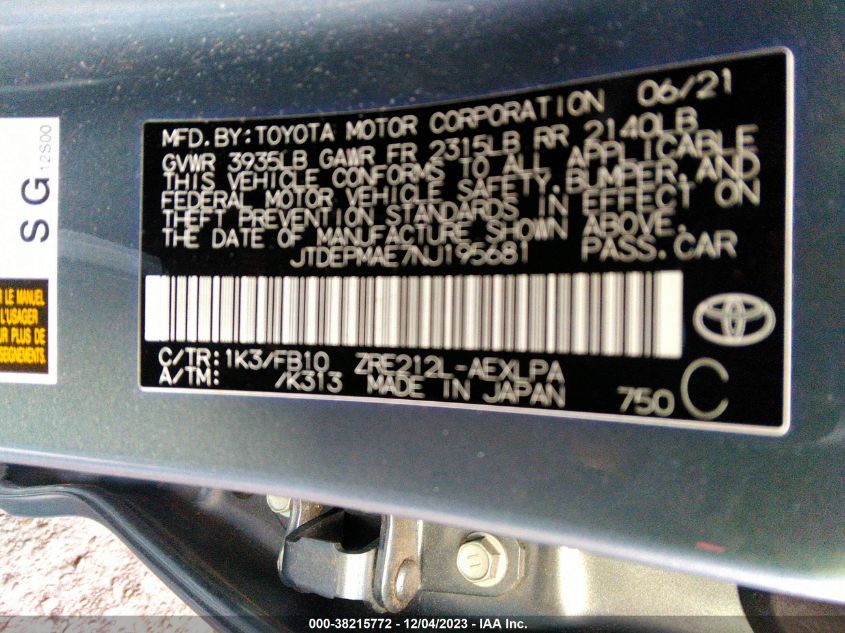 MFD. BY: TOYOTA MOTOR CORPORATION 06/21
GVWR 3935LB GAWR FR 2315LB RR 2140LB
THIS VEHICLE CONFORMS TO ALL APPLICABLE
FEDERAL MOTOR VEHICLE SAFETY, BUMPER, AND
THEFT PREVENTION STANDARDS IN EFFECT ON
THE DATE OF MANUFACTURE SHOWN ABOVE.
JTDEPMAE7NJ195681 PASS. CAR
C/TR: 1K3/FB10 ZRE212L-AEXLPA
A/TM: /K313 MADE IN JAPAN 750 C
SG
12S00
LE MANUEL
L'USAGER
PLUS DE
000-38215772 - 12/04/2023 - IAA Inc.